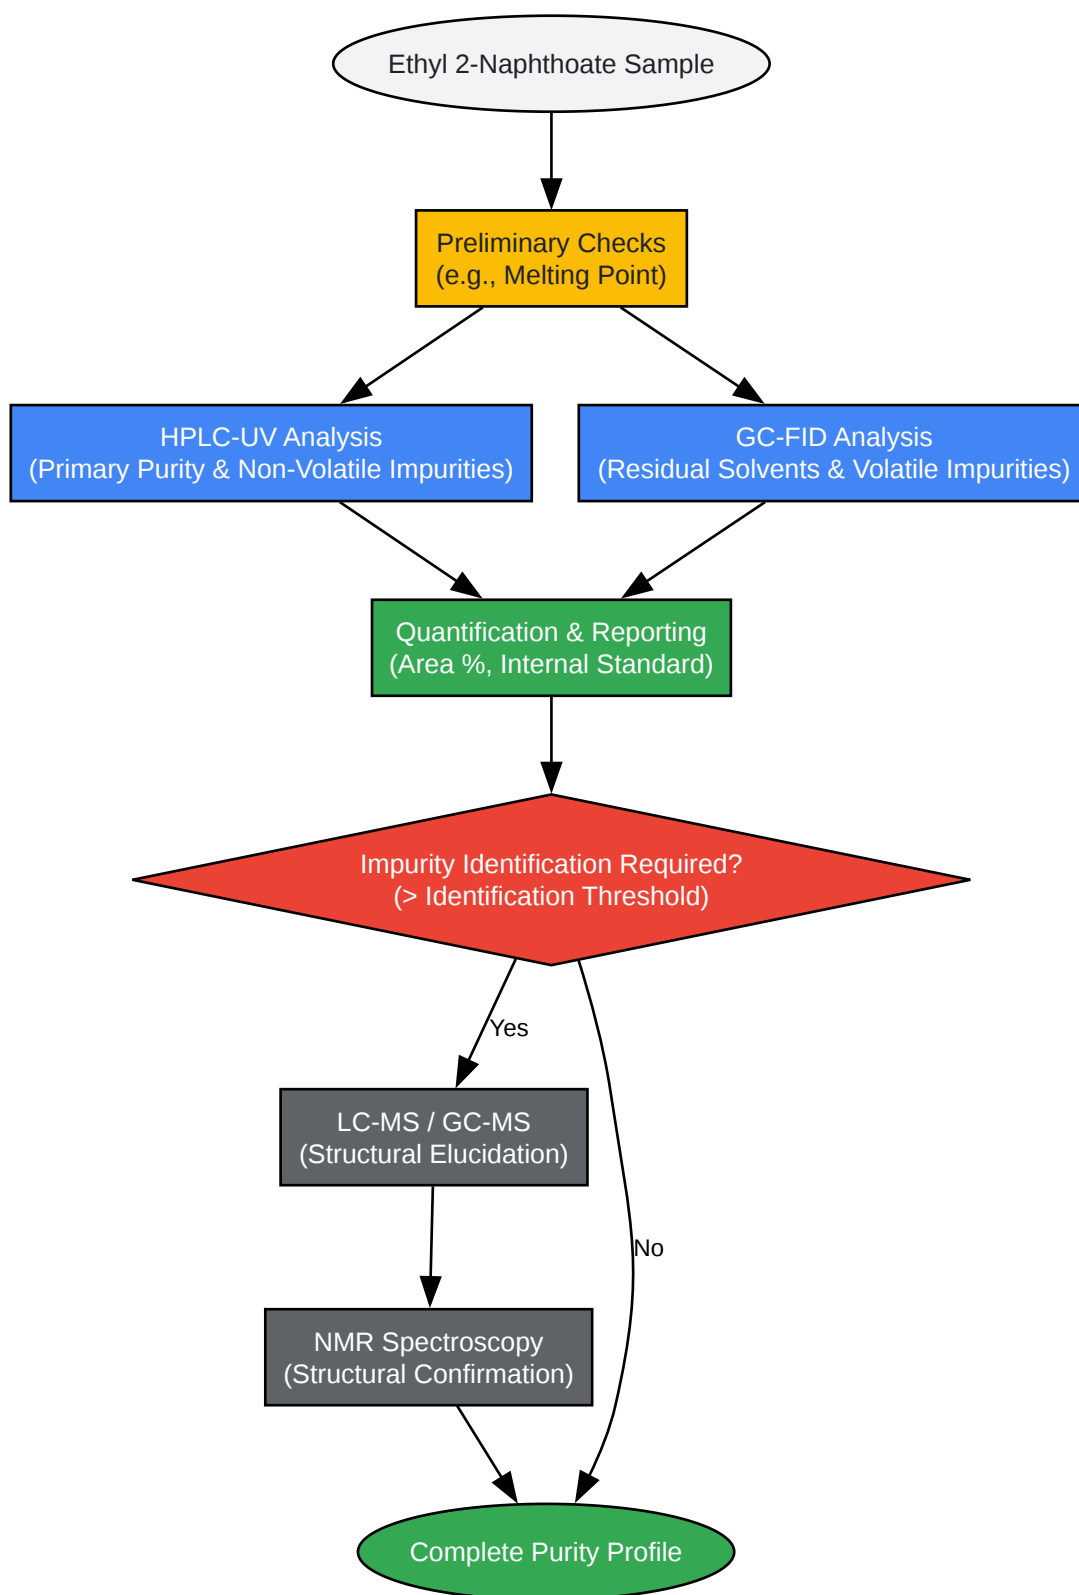 Ethyl 2-Naphthoate Sample
Preliminary Checks
(e.g., Melting Point)
HPLC-UV Analysis
(Primary Purity & Non-Volatile Impurities)
GC-FID Analysis
(Residual Solvents & Volatile Impurities)
Quantification & Reporting
(Area %, Internal Standard)
Impurity Identification Required?
(> Identification Threshold)
Yes
LC-MS / GC-MS
(Structural Elucidation)
No
NMR Spectroscopy
(Structural Confirmation)
Complete Purity Profile